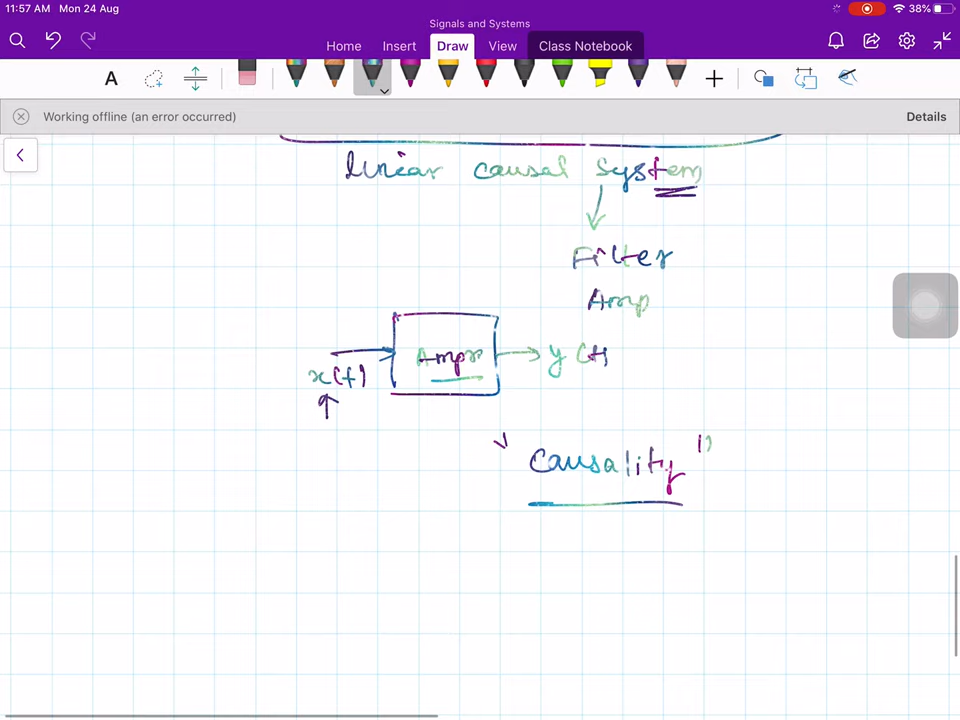 11:57 AM Mon 24 Aug
38%
Signals and Systems
Home Insert Draw View Class Notebook
A
Working offline (an error occurred)
Details
linear causal system
Filter
Amp
Ampr
y(t)
x(t)
"causality"